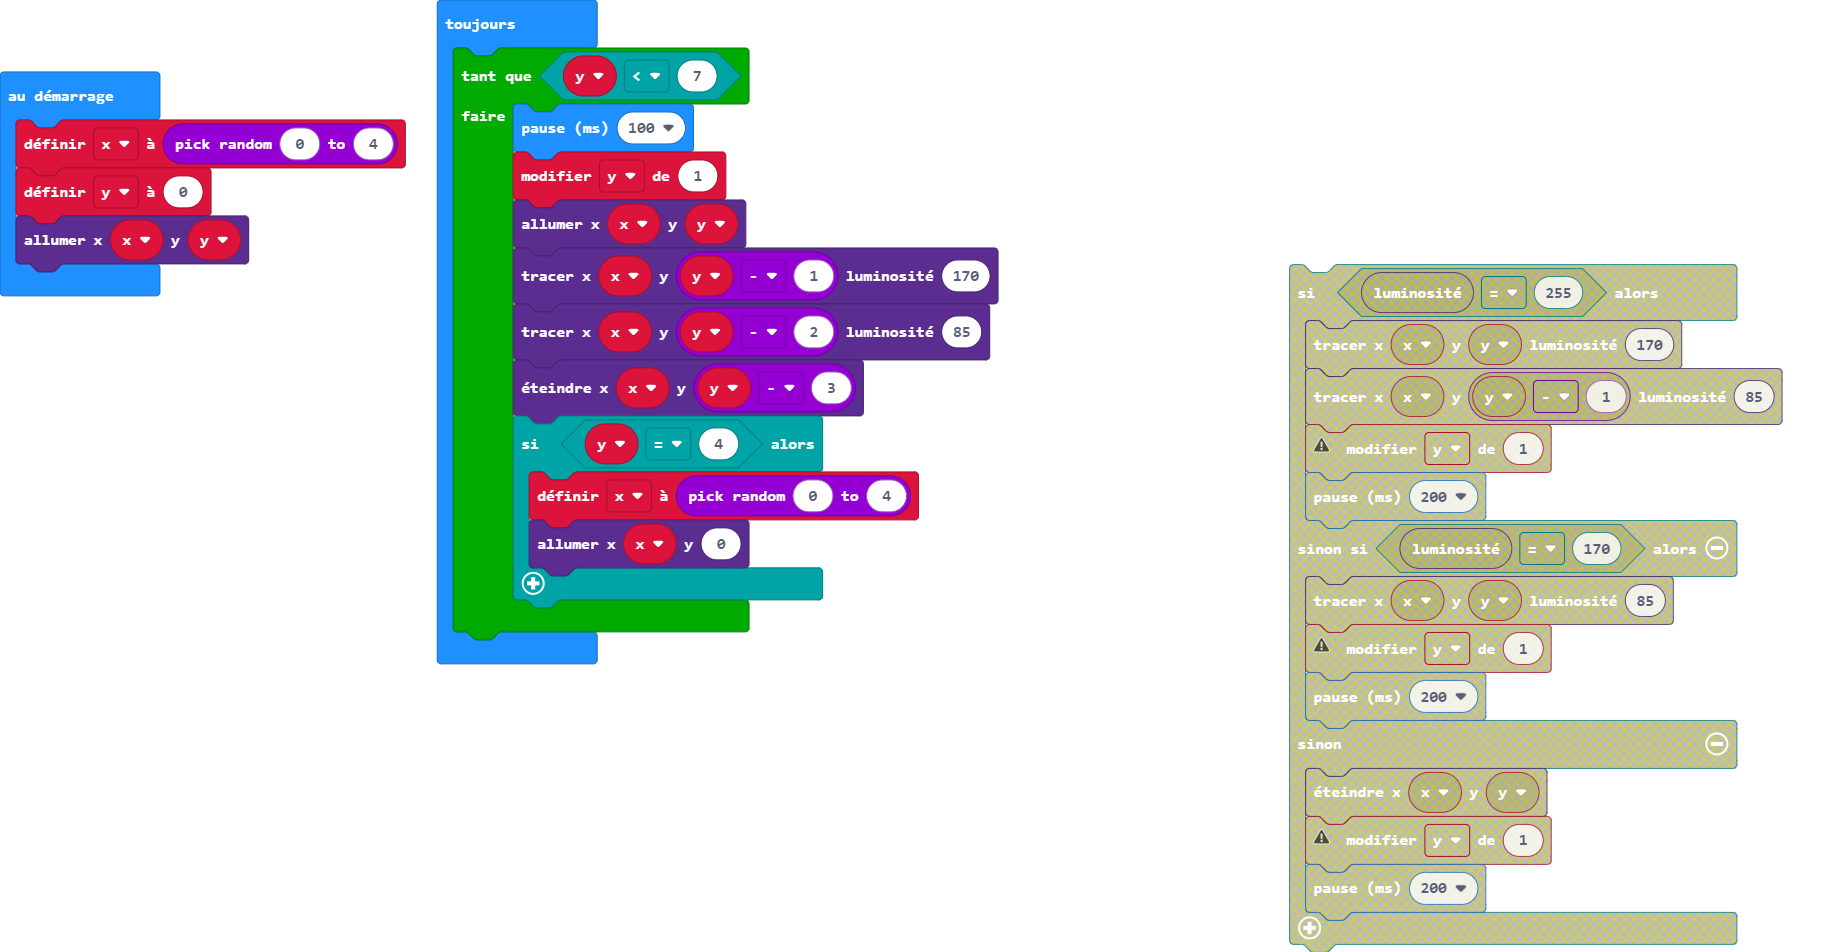 au démarrage
définir x à pick random 0 to 4
définir y à 0
allumer x x y y
toujours
tant que y < 7
faire
pause (ms) 100
modifier y de 1
allumer x x y y
tracer x x y y - 1 luminosité 170
tracer x x y y - 2 luminosité 85
éteindre x x y y - 3
si y = 4 alors
définir x à pick random 0 to 4
allumer x x y 0
si luminosité = 255 alors
tracer x x y y luminosité 170
tracer x x y y - 1 luminosité 85
modifier y de 1
pause (ms) 200
sinon si luminosité = 170 alors
tracer x x y y luminosité 85
modifier y de 1
pause (ms) 200
sinon
éteindre x x y y
modifier y de 1
pause (ms) 200